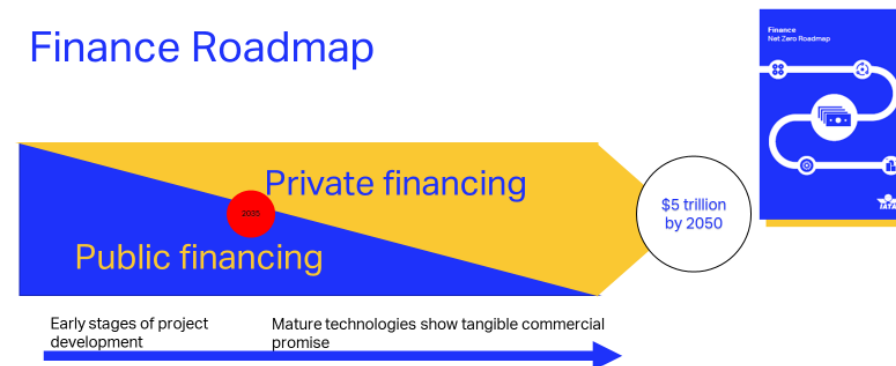 Finance Roadmap
Finance
Net Zero Roadmap
Private financing
2035
Public financing
$5 trillion
by 2050
IATA
Early stages of project
development
Mature technologies show tangible commercial
promise